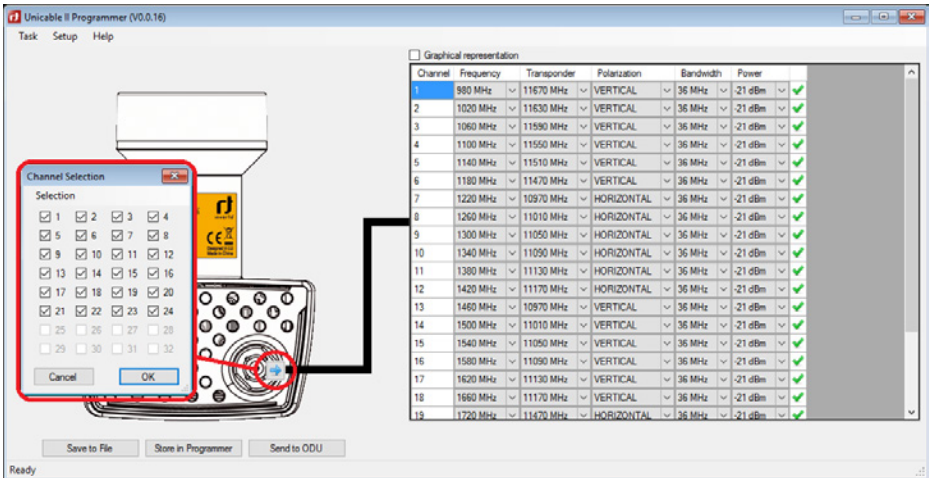 Unicable II Programmer (V0.0.16)
Task Setup Help
Graphical representation
Channel Frequency Transponder Polarization Bandwidth Power
1 980 MHz 11670 MHz VERTICAL 36 MHz -21 dBm
2 1020 MHz 11630 MHz VERTICAL 36 MHz -21 dBm
3 1060 MHz 11590 MHz VERTICAL 36 MHz -21 dBm
4 1100 MHz 11550 MHz VERTICAL 36 MHz -21 dBm
5 1140 MHz 11510 MHz VERTICAL 36 MHz -21 dBm
6 1180 MHz 11470 MHz VERTICAL 36 MHz -21 dBm
7 1220 MHz 10970 MHz HORIZONTAL 36 MHz -21 dBm
8 1260 MHz 11010 MHz HORIZONTAL 36 MHz -21 dBm
9 1300 MHz 11050 MHz HORIZONTAL 36 MHz -21 dBm
10 1340 MHz 11090 MHz HORIZONTAL 36 MHz -21 dBm
11 1380 MHz 11130 MHz HORIZONTAL 36 MHz -21 dBm
12 1420 MHz 11170 MHz HORIZONTAL 36 MHz -21 dBm
13 1460 MHz 10970 MHz VERTICAL 36 MHz -21 dBm
14 1500 MHz 11010 MHz VERTICAL 36 MHz -21 dBm
15 1540 MHz 11050 MHz VERTICAL 36 MHz -21 dBm
16 1580 MHz 11090 MHz VERTICAL 36 MHz -21 dBm
17 1620 MHz 11130 MHz VERTICAL 36 MHz -21 dBm
18 1660 MHz 11170 MHz VERTICAL 36 MHz -21 dBm
19 1720 MHz 11470 MHz HORIZONTAL 36 MHz -21 dBm
Channel Selection
Selection
1 2 3 4
5 6 7 8
9 10 11 12
13 14 15 16
17 18 19 20
21 22 23 24
25 26 27 28
29 30 31 32
Cancel OK
CE
Save to File Store in Programmer Send to ODU
Ready